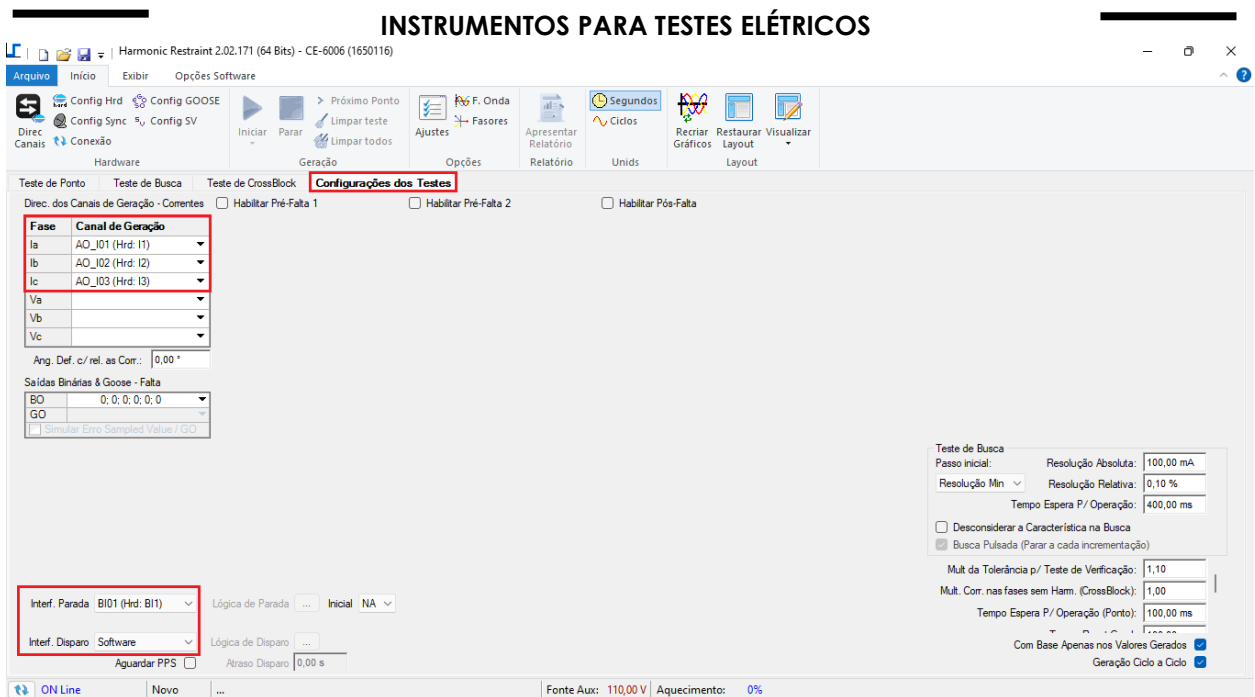 INSTRUMENTOS PARA TESTES ELÉTRICOS
Harmonic Restraint 2.02.171 (64 Bits) - CE-6006 (1650116)
Arquivo Início Exibir Opções Software
Direc Canais
Config Hrd Config GOOSE
Config Sync Config SV
Conexão
Hardware
Iniciar Parar
Próximo Ponto
Limpar teste
Limpar todos
Geração
Ajustes
F. Onda
Fasores
Opções
Apresentar Relatório
Relatório
Segundos
Ciclos
Unids
Recriar Gráficos
Restaurar Layout
Visualizar
Layout
Teste de Ponto Teste de Busca Teste de CrossBlock Configurações dos Testes
Direc. dos Canais de Geração - Correntes Habilitar Pré-Falta 1 Habilitar Pré-Falta 2 Habilitar Pós-Falta
Fase Canal de Geração
Ia AO_I01 (Hrd: I1)
Ib AO_I02 (Hrd: I2)
Ic AO_I03 (Hrd: I3)
Va
Vb
Vc
Ang. Def. c/ rel. as Corr.: 0,00 °
Saídas Binárias & Goose - Falta
BO 0; 0; 0; 0; 0; 0
GO
Simular Erro Sampled Value / GO
Teste de Busca
Passo inicial: Resolução Absoluta: 100,00 mA
Resolução Min Resolução Relativa: 0,10 %
Tempo Espera P/ Operação: 400,00 ms
Desconsiderar a Característica na Busca
Busca Pulsada (Parar a cada incrementação)
Mult da Tolerância p/ Teste de Verificação: 1,10
Mult. Corr. nas fases sem Harm. (CrossBlock): 1,00
Tempo Espera P/ Operação (Ponto): 100,00 ms
Interf. Parada BI01 (Hrd: BI1) Lógica de Parada ... Inicial NA
Interf. Disparo Software Lógica de Disparo ...
Com Base Apenas nos Valores Gerados
Aguardar PPS Atraso Disparo 0,00 s
Geração Ciclo a Ciclo
ON Line Novo ... Fonte Aux: 110,00 V Aquecimento: 0%